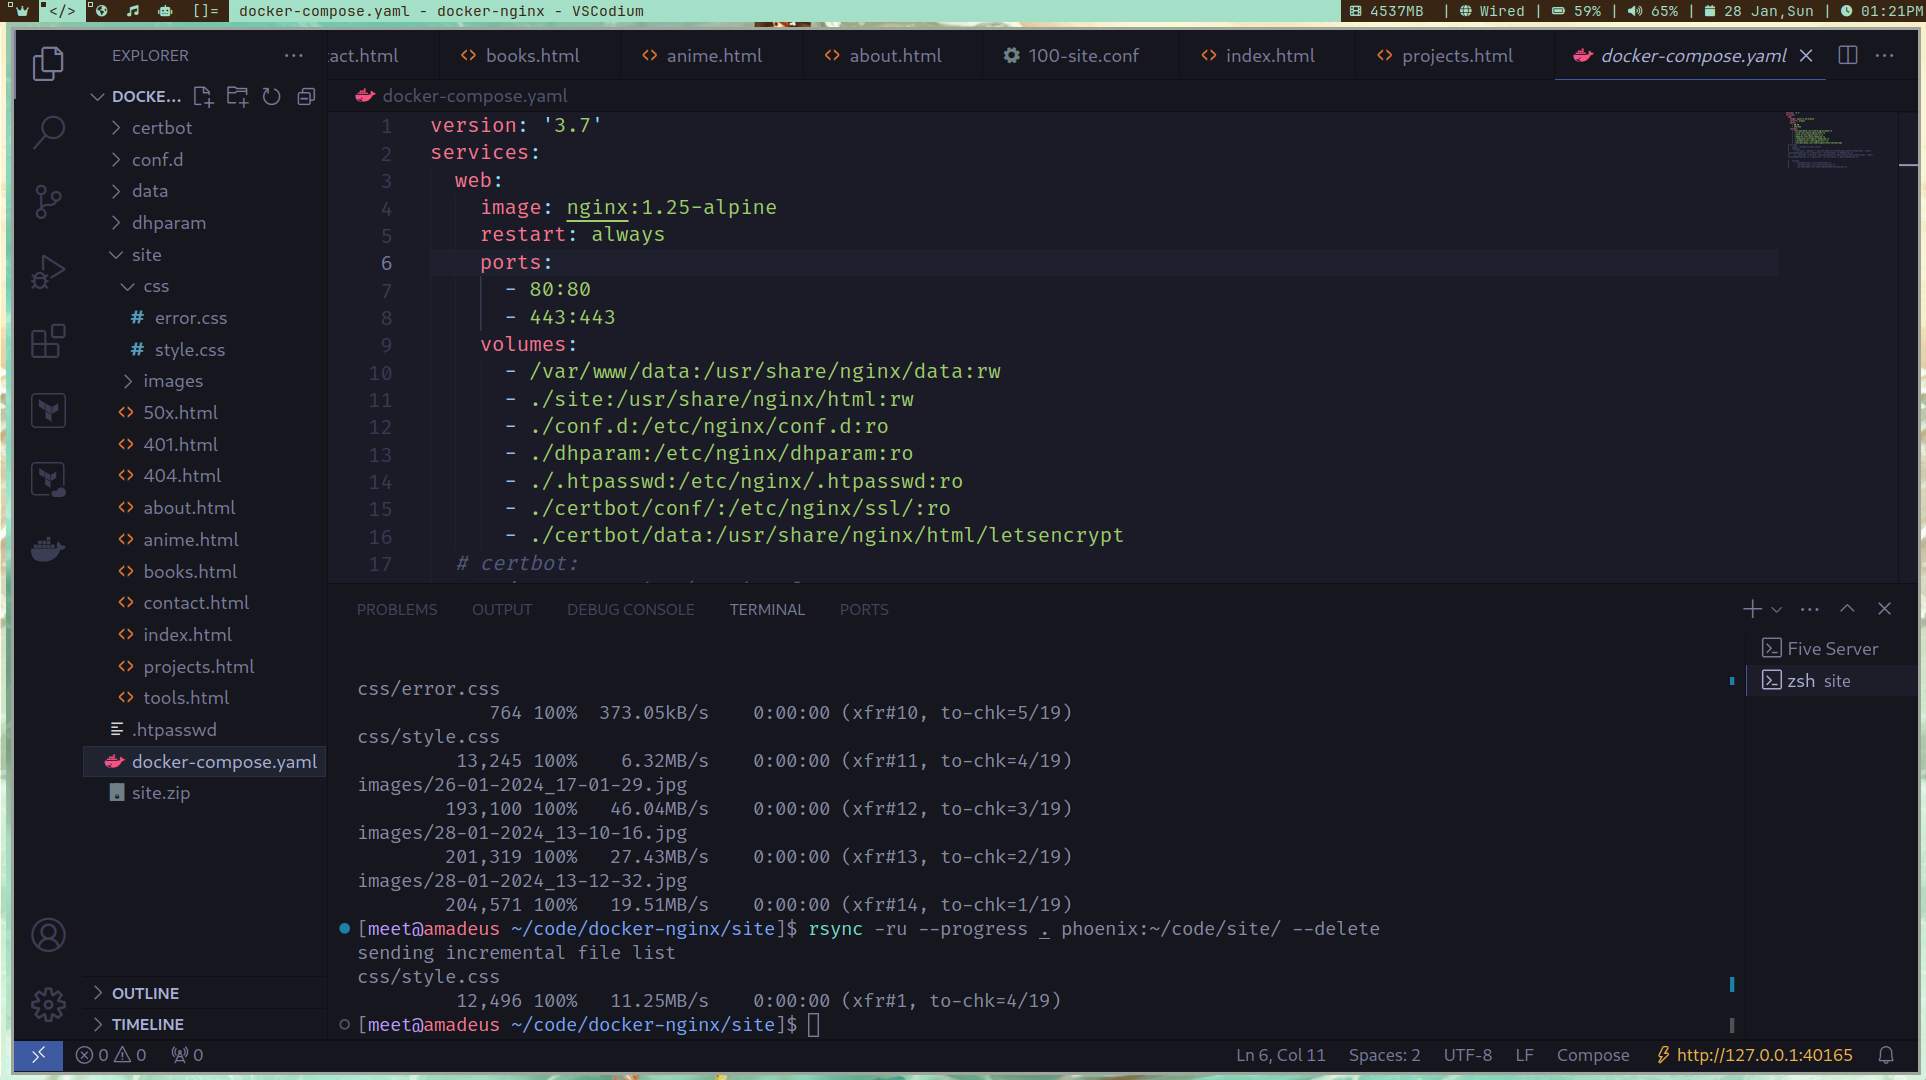 </>
[]=
docker-compose.yaml - docker-nginx - VSCodium
4537MB | Wired | 59% | 65% | 28 Jan,Sun | 01:21PM
EXPLORER
DOCKE...
certbot
conf.d
data
dhparam
site
css
error.css
style.css
images
50x.html
401.html
404.html
about.html
anime.html
books.html
contact.html
index.html
projects.html
tools.html
.htpasswd
docker-compose.yaml
site.zip
OUTLINE
TIMELINE
act.html
books.html
anime.html
about.html
100-site.conf
index.html
projects.html
docker-compose.yaml
docker-compose.yaml
1 version: '3.7'
2 services:
3 web:
4 image: nginx:1.25-alpine
5 restart: always
6 ports:
7 - 80:80
8 - 443:443
9 volumes:
10 - /var/www/data:/usr/share/nginx/data:rw
11 - ./site:/usr/share/nginx/html:rw
12 - ./conf.d:/etc/nginx/conf.d:ro
13 - ./dhparam:/etc/nginx/dhparam:ro
14 - ./.htpasswd:/etc/nginx/.htpasswd:ro
15 - ./certbot/conf/:/etc/nginx/ssl/:ro
16 - ./certbot/data:/usr/share/nginx/html/letsencrypt
17 # certbot:
PROBLEMS OUTPUT DEBUG CONSOLE TERMINAL PORTS
Five Server
zsh site
css/error.css
764 100% 373.05kB/s 0:00:00 (xfr#10, to-chk=5/19)
css/style.css
13,245 100% 6.32MB/s 0:00:00 (xfr#11, to-chk=4/19)
images/26-01-2024_17-01-29.jpg
193,100 100% 46.04MB/s 0:00:00 (xfr#12, to-chk=3/19)
images/28-01-2024_13-10-16.jpg
201,319 100% 27.43MB/s 0:00:00 (xfr#13, to-chk=2/19)
images/28-01-2024_13-12-32.jpg
204,571 100% 19.51MB/s 0:00:00 (xfr#14, to-chk=1/19)
[meet@amadeus ~/code/docker-nginx/site]$ rsync -ru --progress . phoenix:~/code/site/ --delete
sending incremental file list
css/style.css
12,496 100% 11.25MB/s 0:00:00 (xfr#1, to-chk=4/19)
[meet@amadeus ~/code/docker-nginx/site]$
0 0 0
Ln 6, Col 11 Spaces: 2 UTF-8 LF Compose http://127.0.0.1:40165